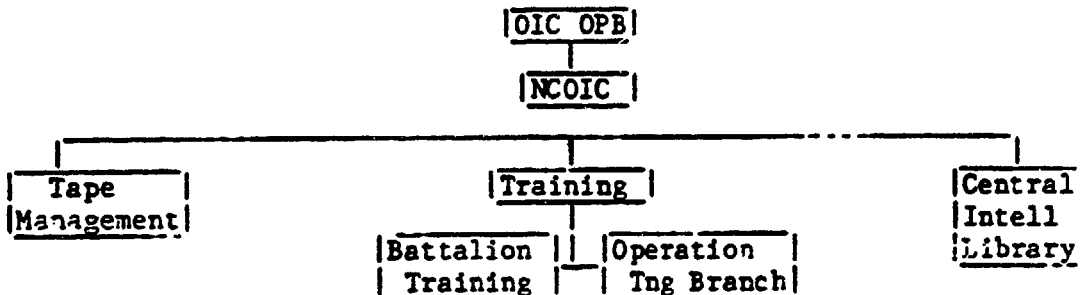 OIC OPB
NCOIC
Tape
Management
Training
Central
Intell
Library
Battalion
Training
Operation
Tng Branch